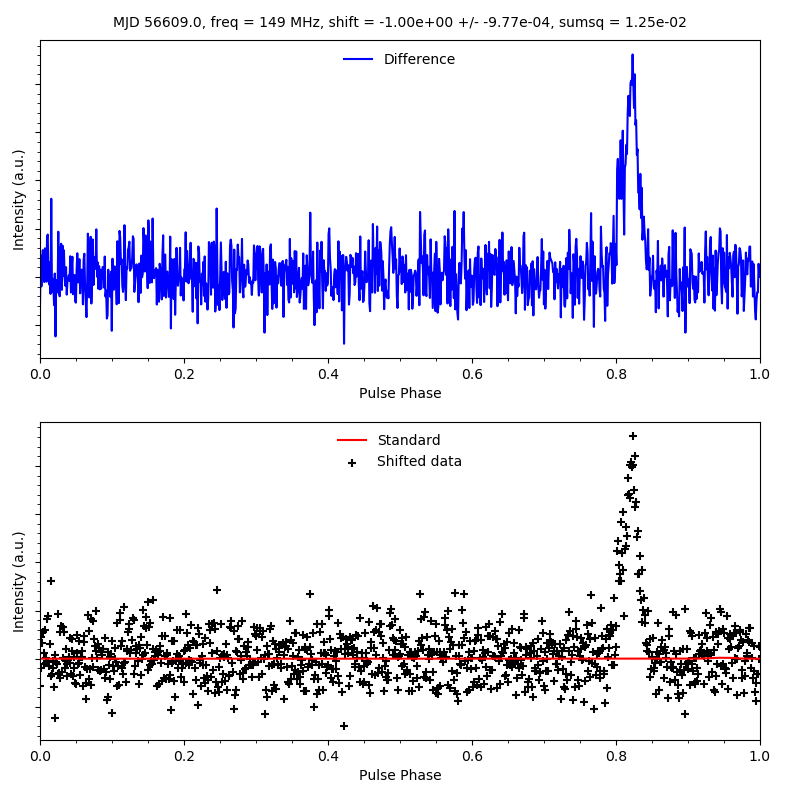 MJD 56609.0, freq = 149 MHz, shift = -1.00e+00 +/- -9.77e-04, sumsq = 1.25e-02
Difference
Intensity (a.u.)
0.0 0.2 0.4 0.6 0.8 1.0
Pulse Phase
Standard
Shifted data
Intensity (a.u.)
0.0 0.2 0.4 0.6 0.8 1.0
Pulse Phase